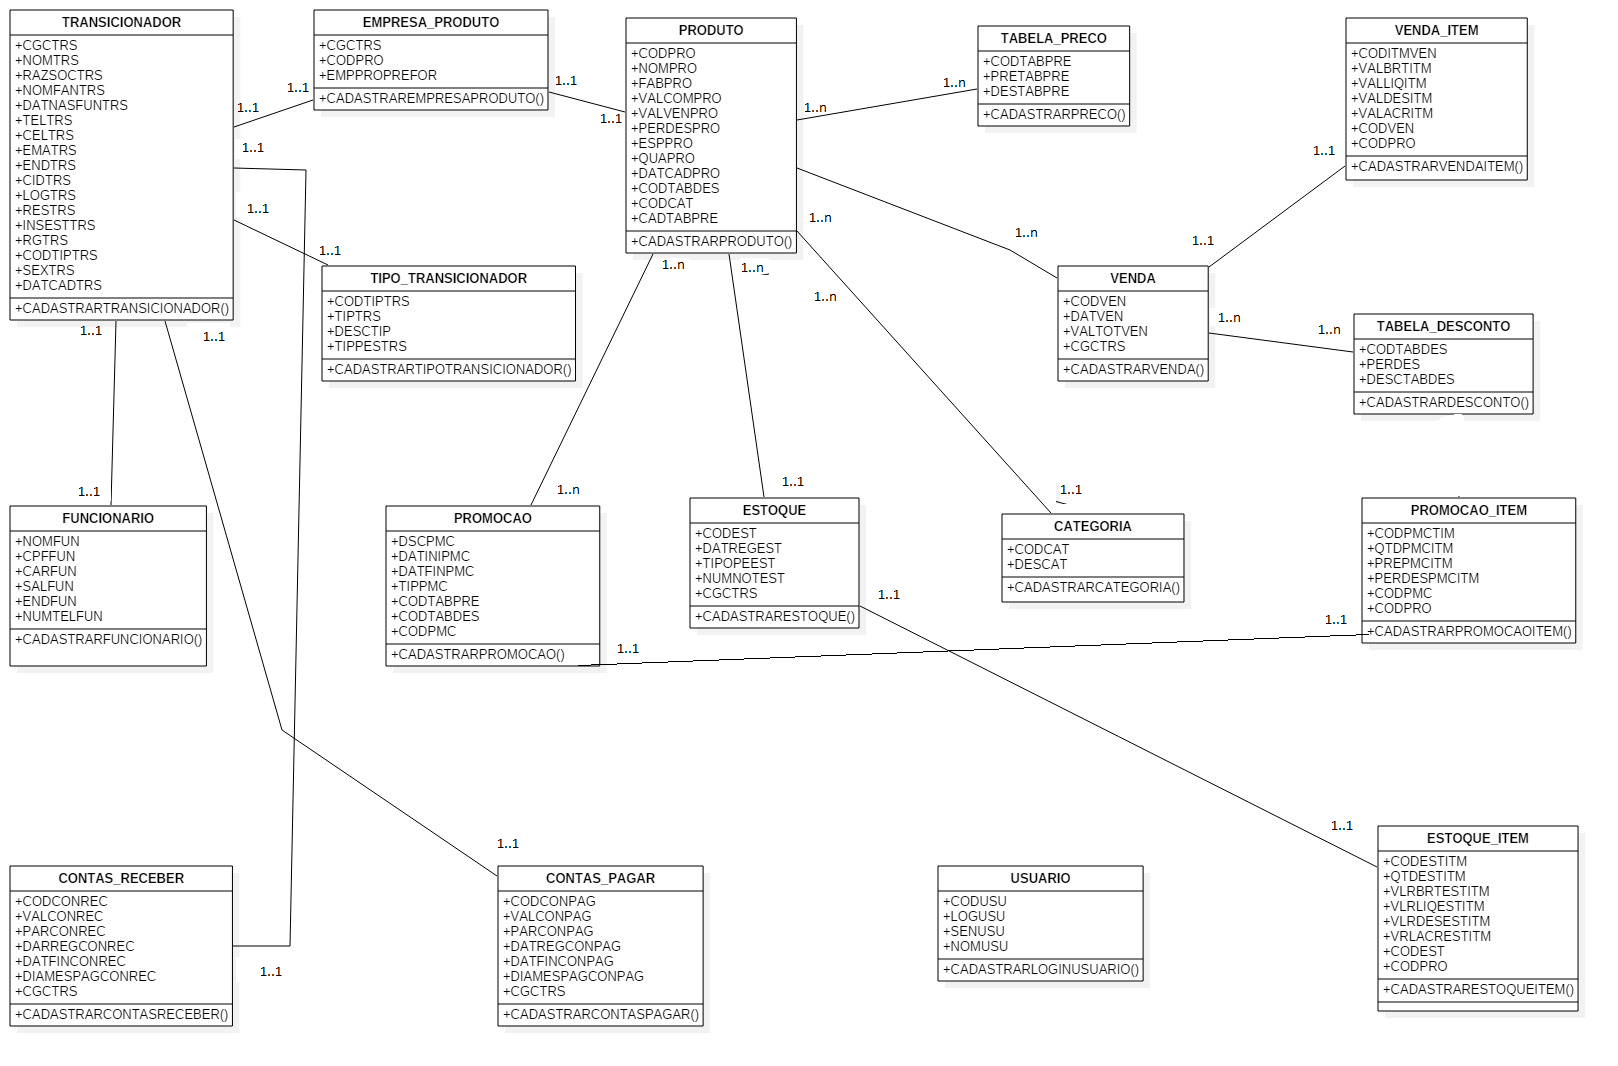 TRANSICIONADOR
+CGCTRS
+NOMTRS
+RAZSOCTRS
+NOMFANTRS
+DATNASFUNTRS
+TELTRS
+CELTRS
+EMATRS
+ENDTRS
+CIDTRS
+LOGTRS
+RESTRS
+INSESTTRS
+RGTRS
+CODTIPTRS
+SEXTRS
+DATCADTRS
+CADASTRARTRANSICIONADOR()
EMPRESA_PRODUTO
+CGCTRS
+CODPRO
+EMPPROPREFOR
+CADASTRAREMPRESAPRODUTO()
PRODUTO
+CODPRO
+NOMPRO
+FABPRO
+VALCOMPRO
+VALVENPRO
+PERDESPRO
+ESPPRO
+QUAPRO
+DATCADPRO
+CODTABDES
+CODCAT
+CADTABPRE
+CADASTRARPRODUTO()
TABELA_PRECO
+CODTABPRE
+PRETABPRE
+DESTABPRE
+CADASTRARPRECO()
VENDA_ITEM
+CODITMVEN
+VALBRTITM
+VALLIQITM
+VALDESITM
+VALACRITM
+CODVEN
+CODPRO
+CADASTRARVENDAITEM()
1..1
1..1
1..1
1..1
1..n
1..n
1..1
1..1
1..1
1..1
1..1
1..n
1..n
1..n
1..n
1..n
1..1
1..n
1..n
1..1
1..1
TIPO_TRANSICIONADOR
+CODTIPTRS
+TIPTRS
+DESCTIP
+TIPPESTRS
+CADASTRARTIPOTRANSICIONADOR()
VENDA
+CODVEN
+DATVEN
+VALTOTVEN
+CGCTRS
+CADASTRARVENDA()
TABELA_DESCONTO
+CODTABDES
+PERDES
+DESCTABDES
+CADASTRARDESCONTO()
1..1
1..n
1..1
1..1
FUNCIONARIO
+NOMFUN
+CPFFUN
+CARFUN
+SALFUN
+ENDFUN
+NUMTELFUN
+CADASTRARFUNCIONARIO()
PROMOCAO
+DSCPMC
+DATINIPMC
+DATFINPMC
+TIPPMC
+CODTABPRE
+CODTABDES
+CODPMC
+CADASTRARPROMOCAO()
ESTOQUE
+CODEST
+DATREGEST
+TIPOPEEST
+NUMNOTEST
+CGCTRS
+CADASTRARESTOQUE()
CATEGORIA
+CODCAT
+DESCAT
+CADASTRARCATEGORIA()
PROMOCAO_ITEM
+CODPMCTIM
+QTDPMCITM
+PREPMCITM
+PERDESPMCITM
+CODPMC
+CODPRO
+CADASTRARPROMOCAOITEM()
1..1
1..1
1..1
1..1
1..1
1..1
CONTAS_RECEBER
+CODCONREC
+VALCONREC
+PARCONREC
+DARREGCONREC
+DATFINCONREC
+DIAMESPAGCONREC
+CGCTRS
+CADASTRARCONTASRECEBER()
CONTAS_PAGAR
+CODCONPAG
+VALCONPAG
+PARCONPAG
+DATREGCONPAG
+DATFINCONPAG
+DIAMESPAGCONPAG
+CGCTRS
+CADASTRARCONTASPAGAR()
USUARIO
+CODUSU
+LOGUSU
+SENUSU
+NOMUSU
+CADASTRARLOGINUSUARIO()
ESTOQUE_ITEM
+CODESTITM
+QTDESTITM
+VLRBRTESTITM
+VLRLIQESTITM
+VLRDESESTITM
+VRLACRESTITM
+CODEST
+CODPRO
+CADASTRARESTOQUEITEM()